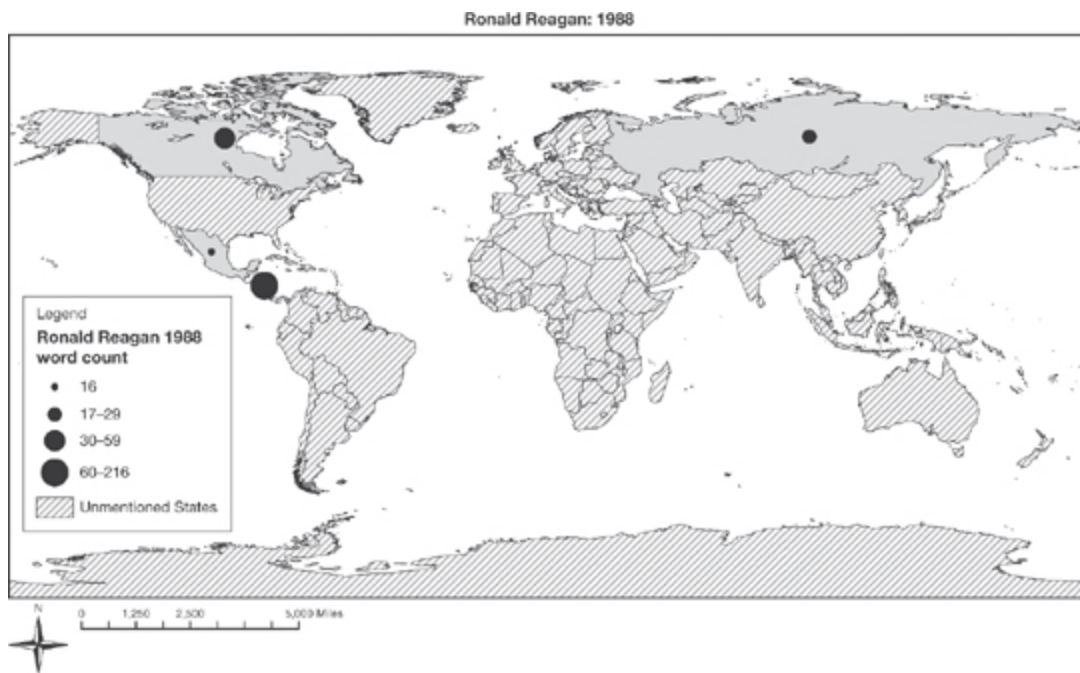 Ronald Reagan: 1988
Legend
Ronald Reagan 1988
word count
16
17–29
30–59
60–216
Unmentioned States
N
0 1,250 2,500 5,000 Miles